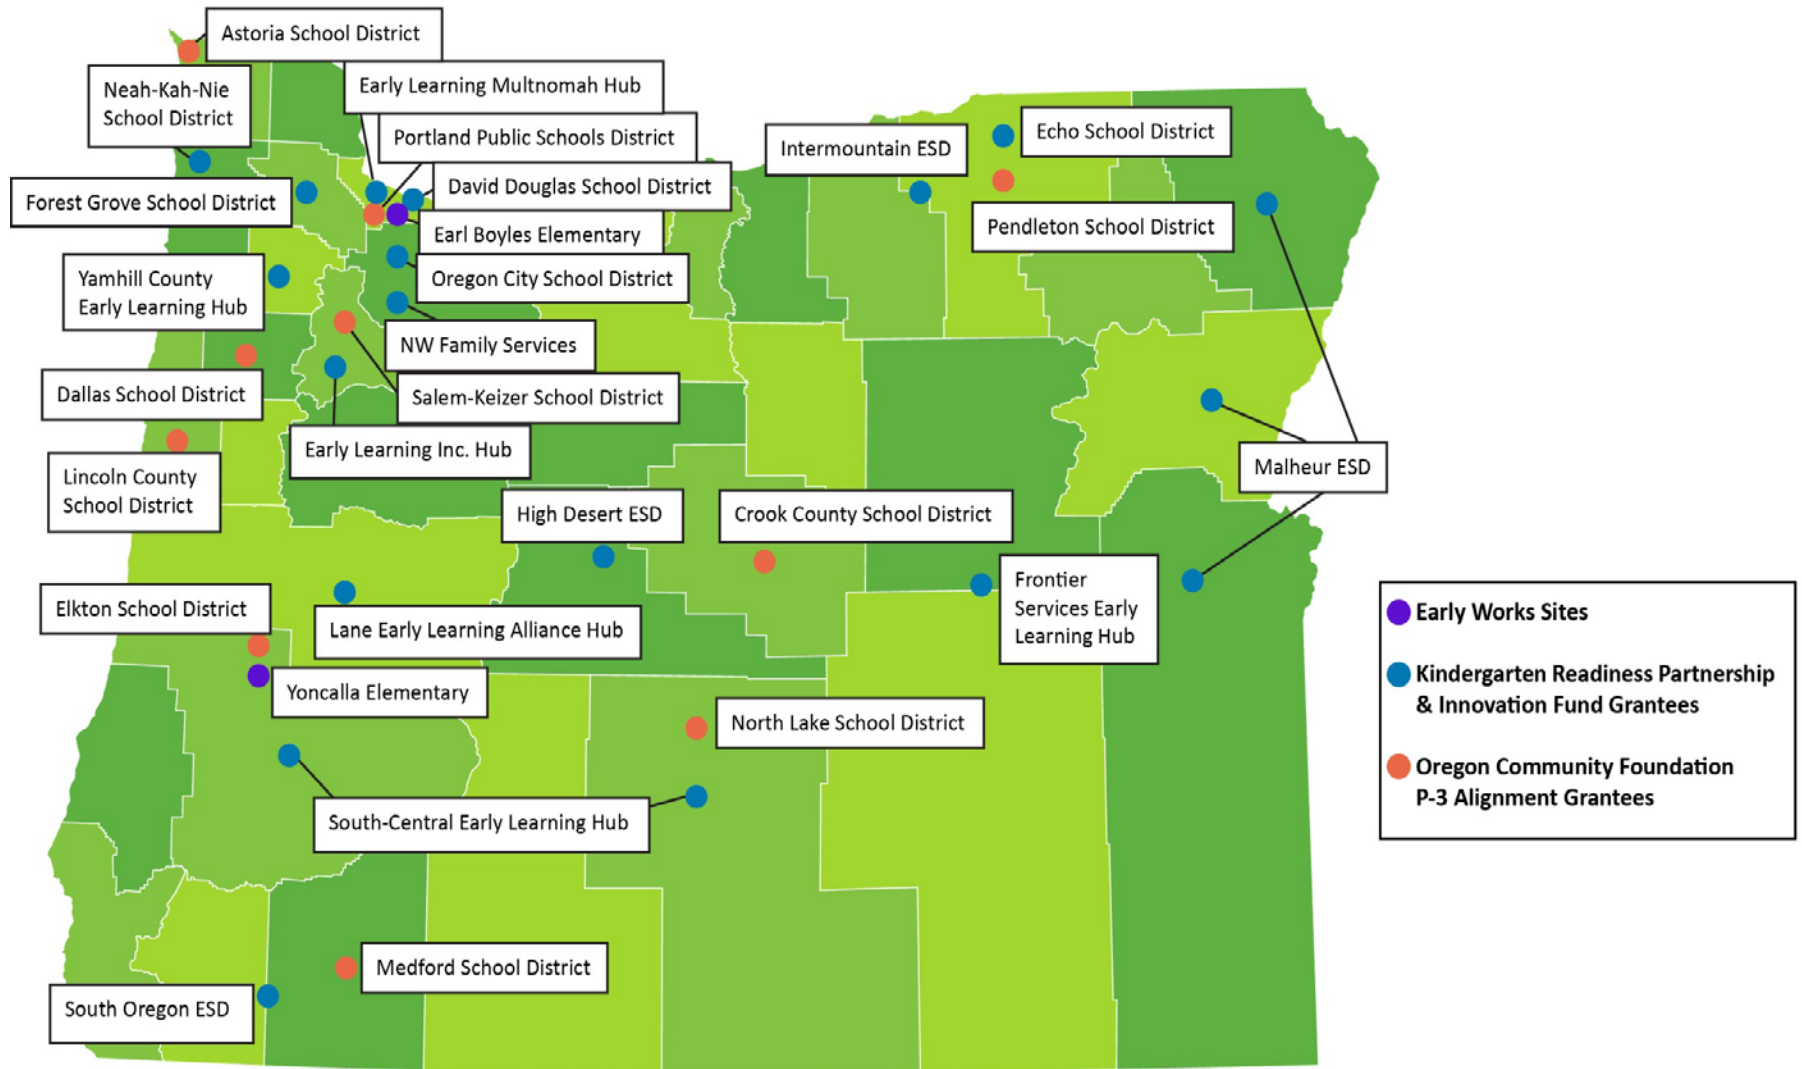 Astoria School District
Neah-Kah-Nie
School District
Early Learning Multnomah Hub
Portland Public Schools District
Intermountain ESD
Echo School District
David Douglas School District
Forest Grove School District
Earl Boyles Elementary
Pendleton School District
Yamhill County
Early Learning Hub
Oregon City School District
NW Family Services
Dallas School District
Salem-Keizer School District
Early Learning Inc. Hub
Malheur ESD
Lincoln County
School District
High Desert ESD
Crook County School District
Frontier
Services Early
Learning Hub
Elkton School District
Lane Early Learning Alliance Hub
Yoncalla Elementary
North Lake School District
South-Central Early Learning Hub
Medford School District
South Oregon ESD
Early Works Sites
Kindergarten Readiness Partnership
& Innovation Fund Grantees
Oregon Community Foundation
P-3 Alignment Grantees